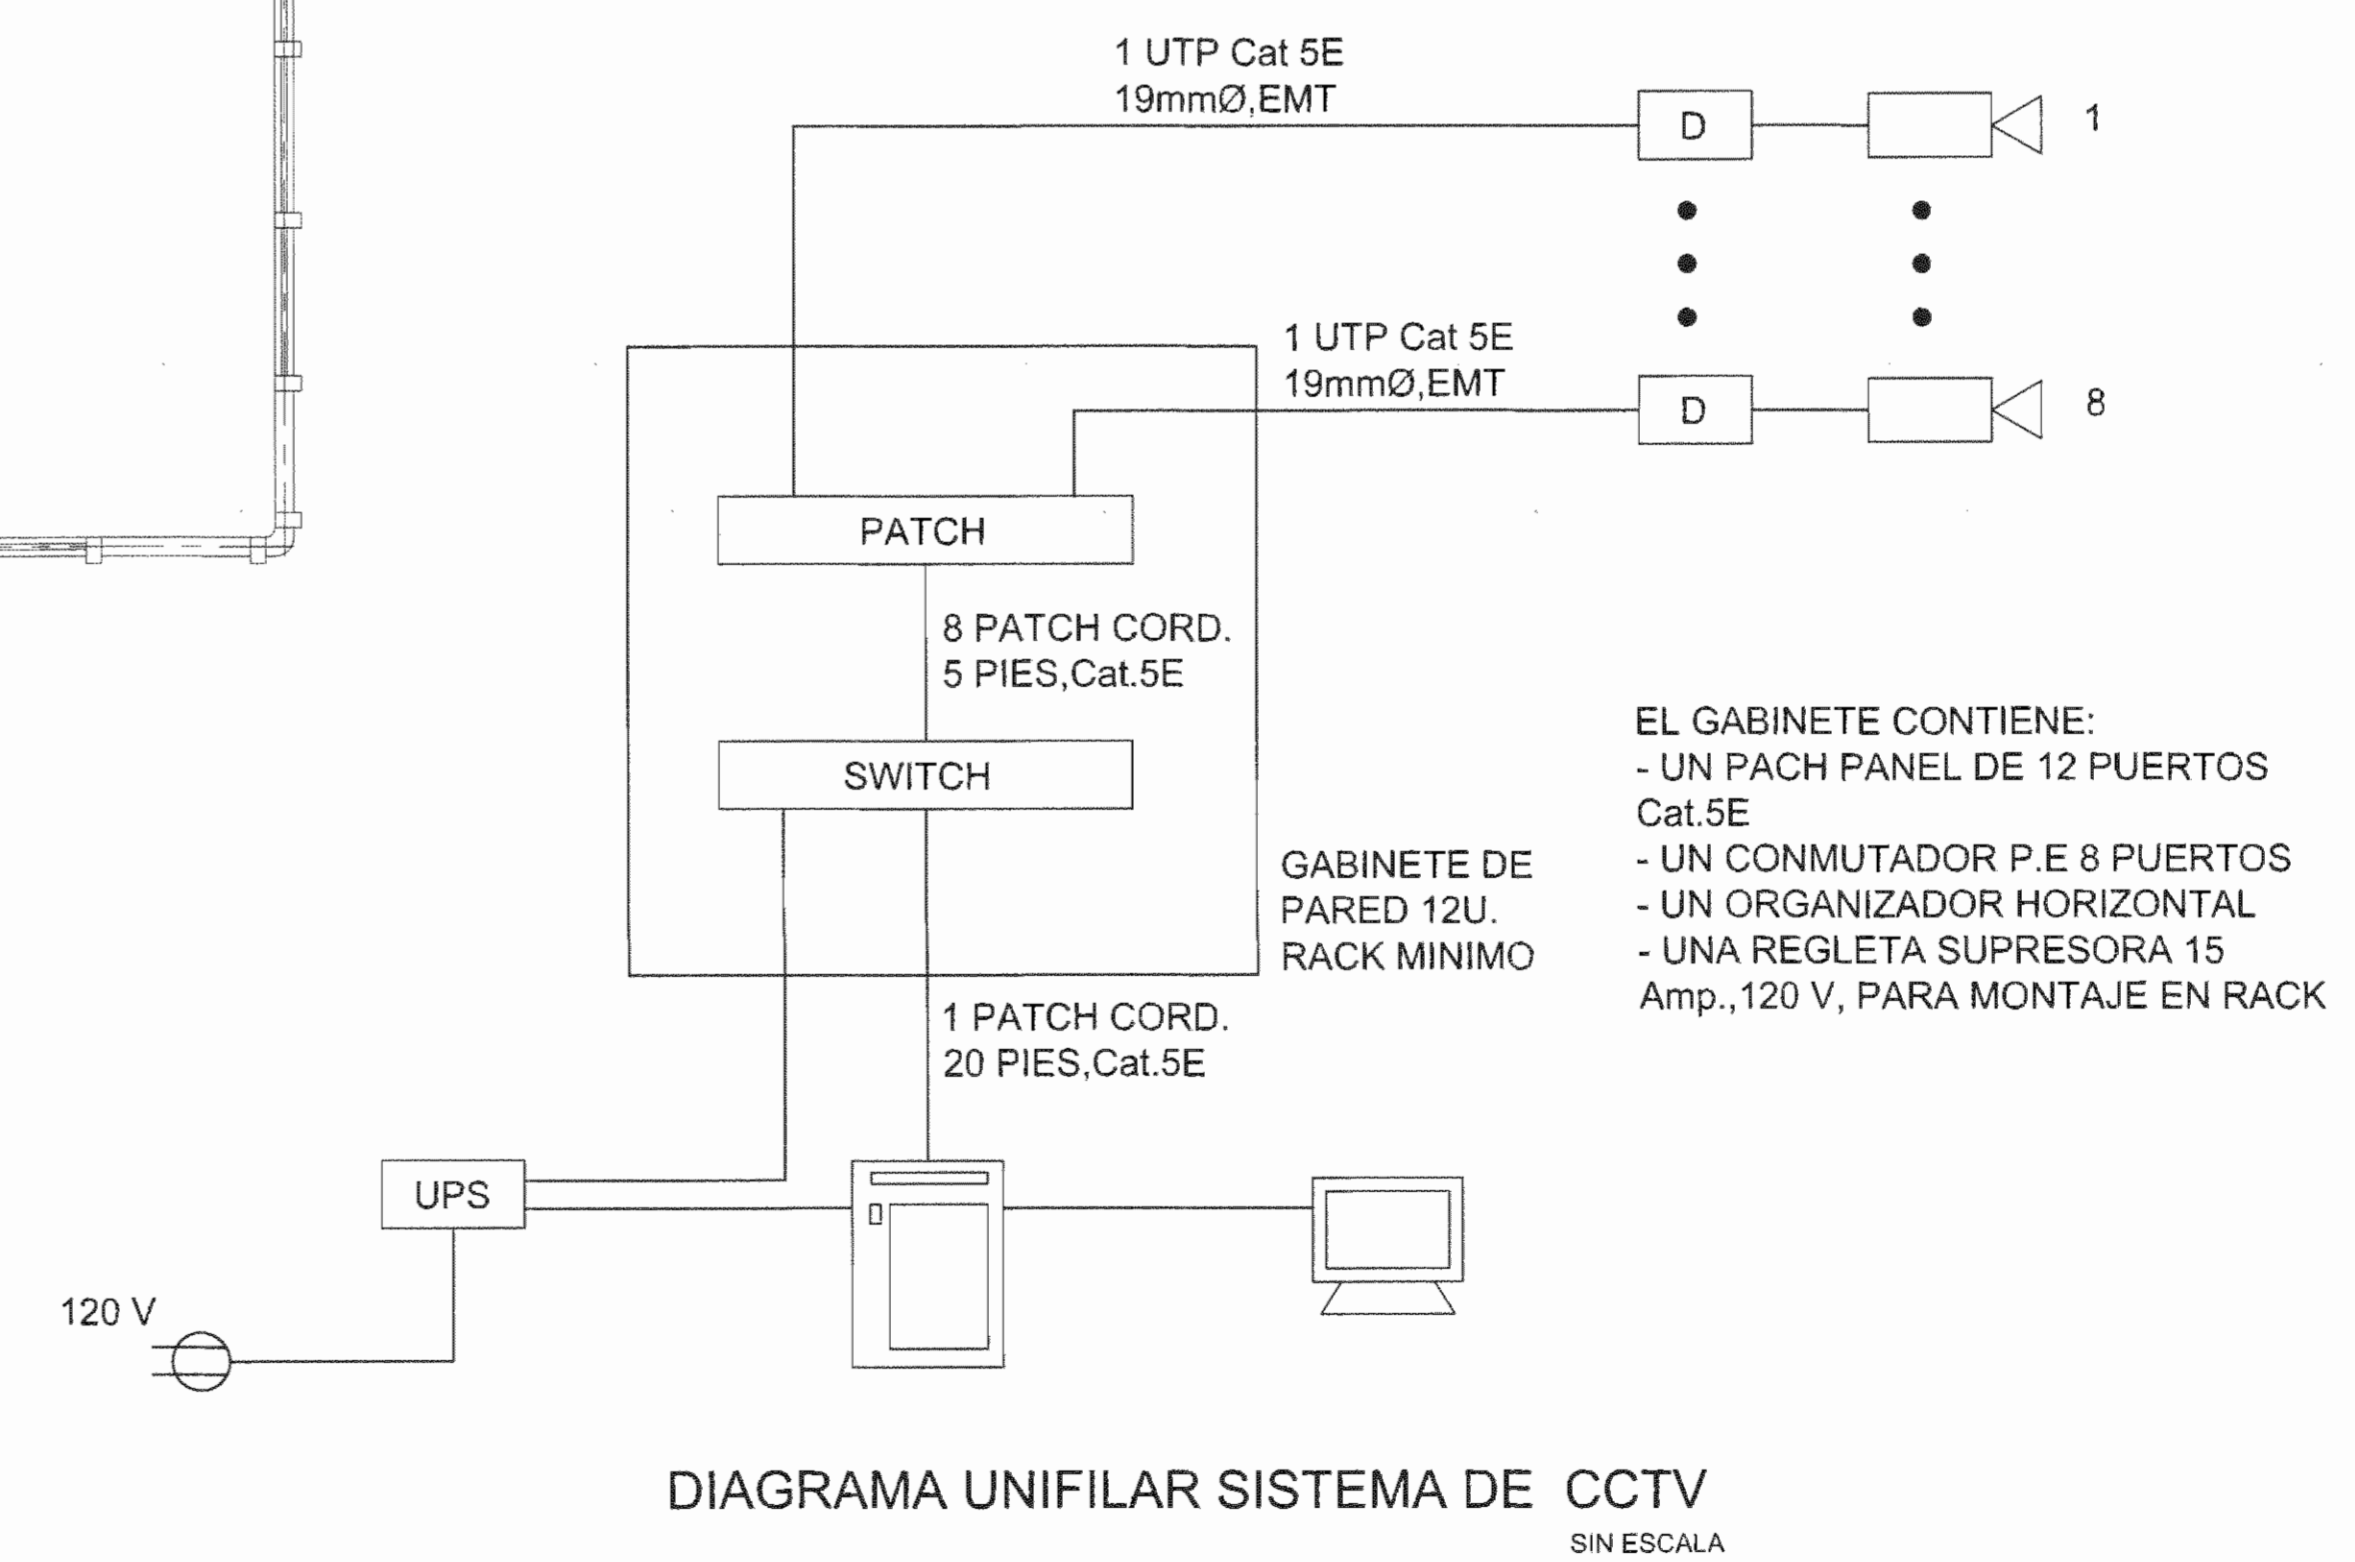 1 UTP Cat 5E
19mmØ,EMT
D
1
1 UTP Cat 5E
19mmØ,EMT
D
8
PATCH
8 PATCH CORD.
5 PIES,Cat.5E
SWITCH
GABINETE DE
PARED 12U.
RACK MINIMO
EL GABINETE CONTIENE:
- UN PACH PANEL DE 12 PUERTOS
Cat.5E
- UN CONMUTADOR P.E 8 PUERTOS
- UN ORGANIZADOR HORIZONTAL
- UNA REGLETA SUPRESORA 15
Amp.,120 V, PARA MONTAJE EN RACK
1 PATCH CORD.
20 PIES,Cat.5E
UPS
120 V
DIAGRAMA UNIFILAR SISTEMA DE CCTV
SIN ESCALA